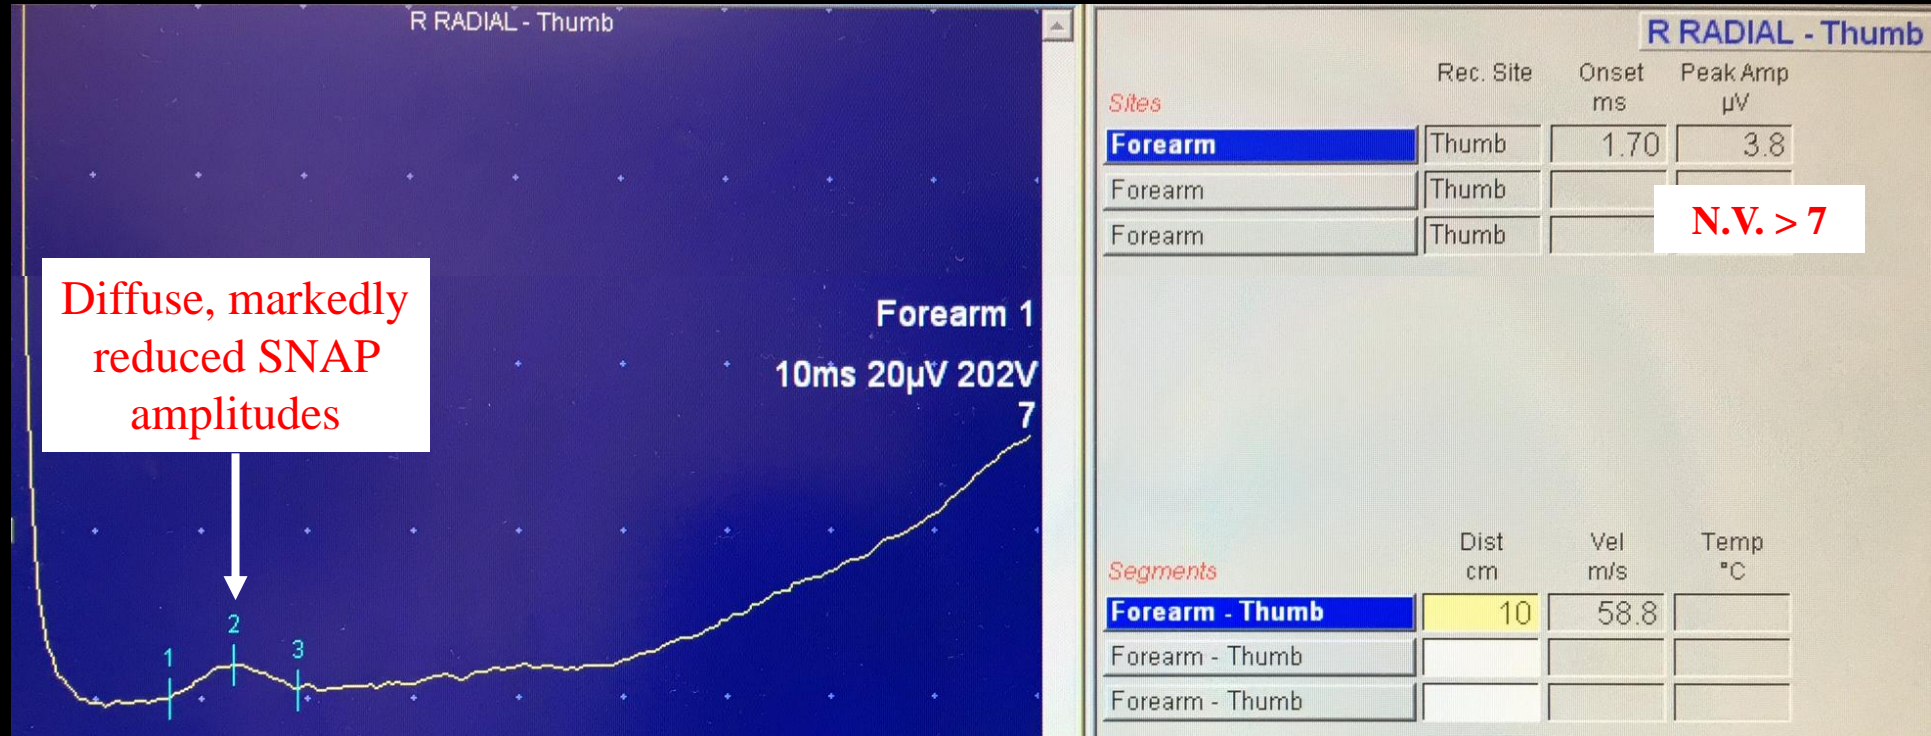 R RADIAL - Thumb
Diffuse, markedly
reduced SNAP
amplitudes
Forearm 1
10ms 20µV 202V
7
1
2
3
R RADIAL - Thumb
Rec. Site Onset Peak Amp
Sites ms µV
Forearm Thumb 1.70 3.8
Forearm Thumb
Forearm Thumb
N.V. > 7
Dist Vel Temp
Segments cm m/s °C
Forearm - Thumb 10 58.8
Forearm - Thumb
Forearm - Thumb